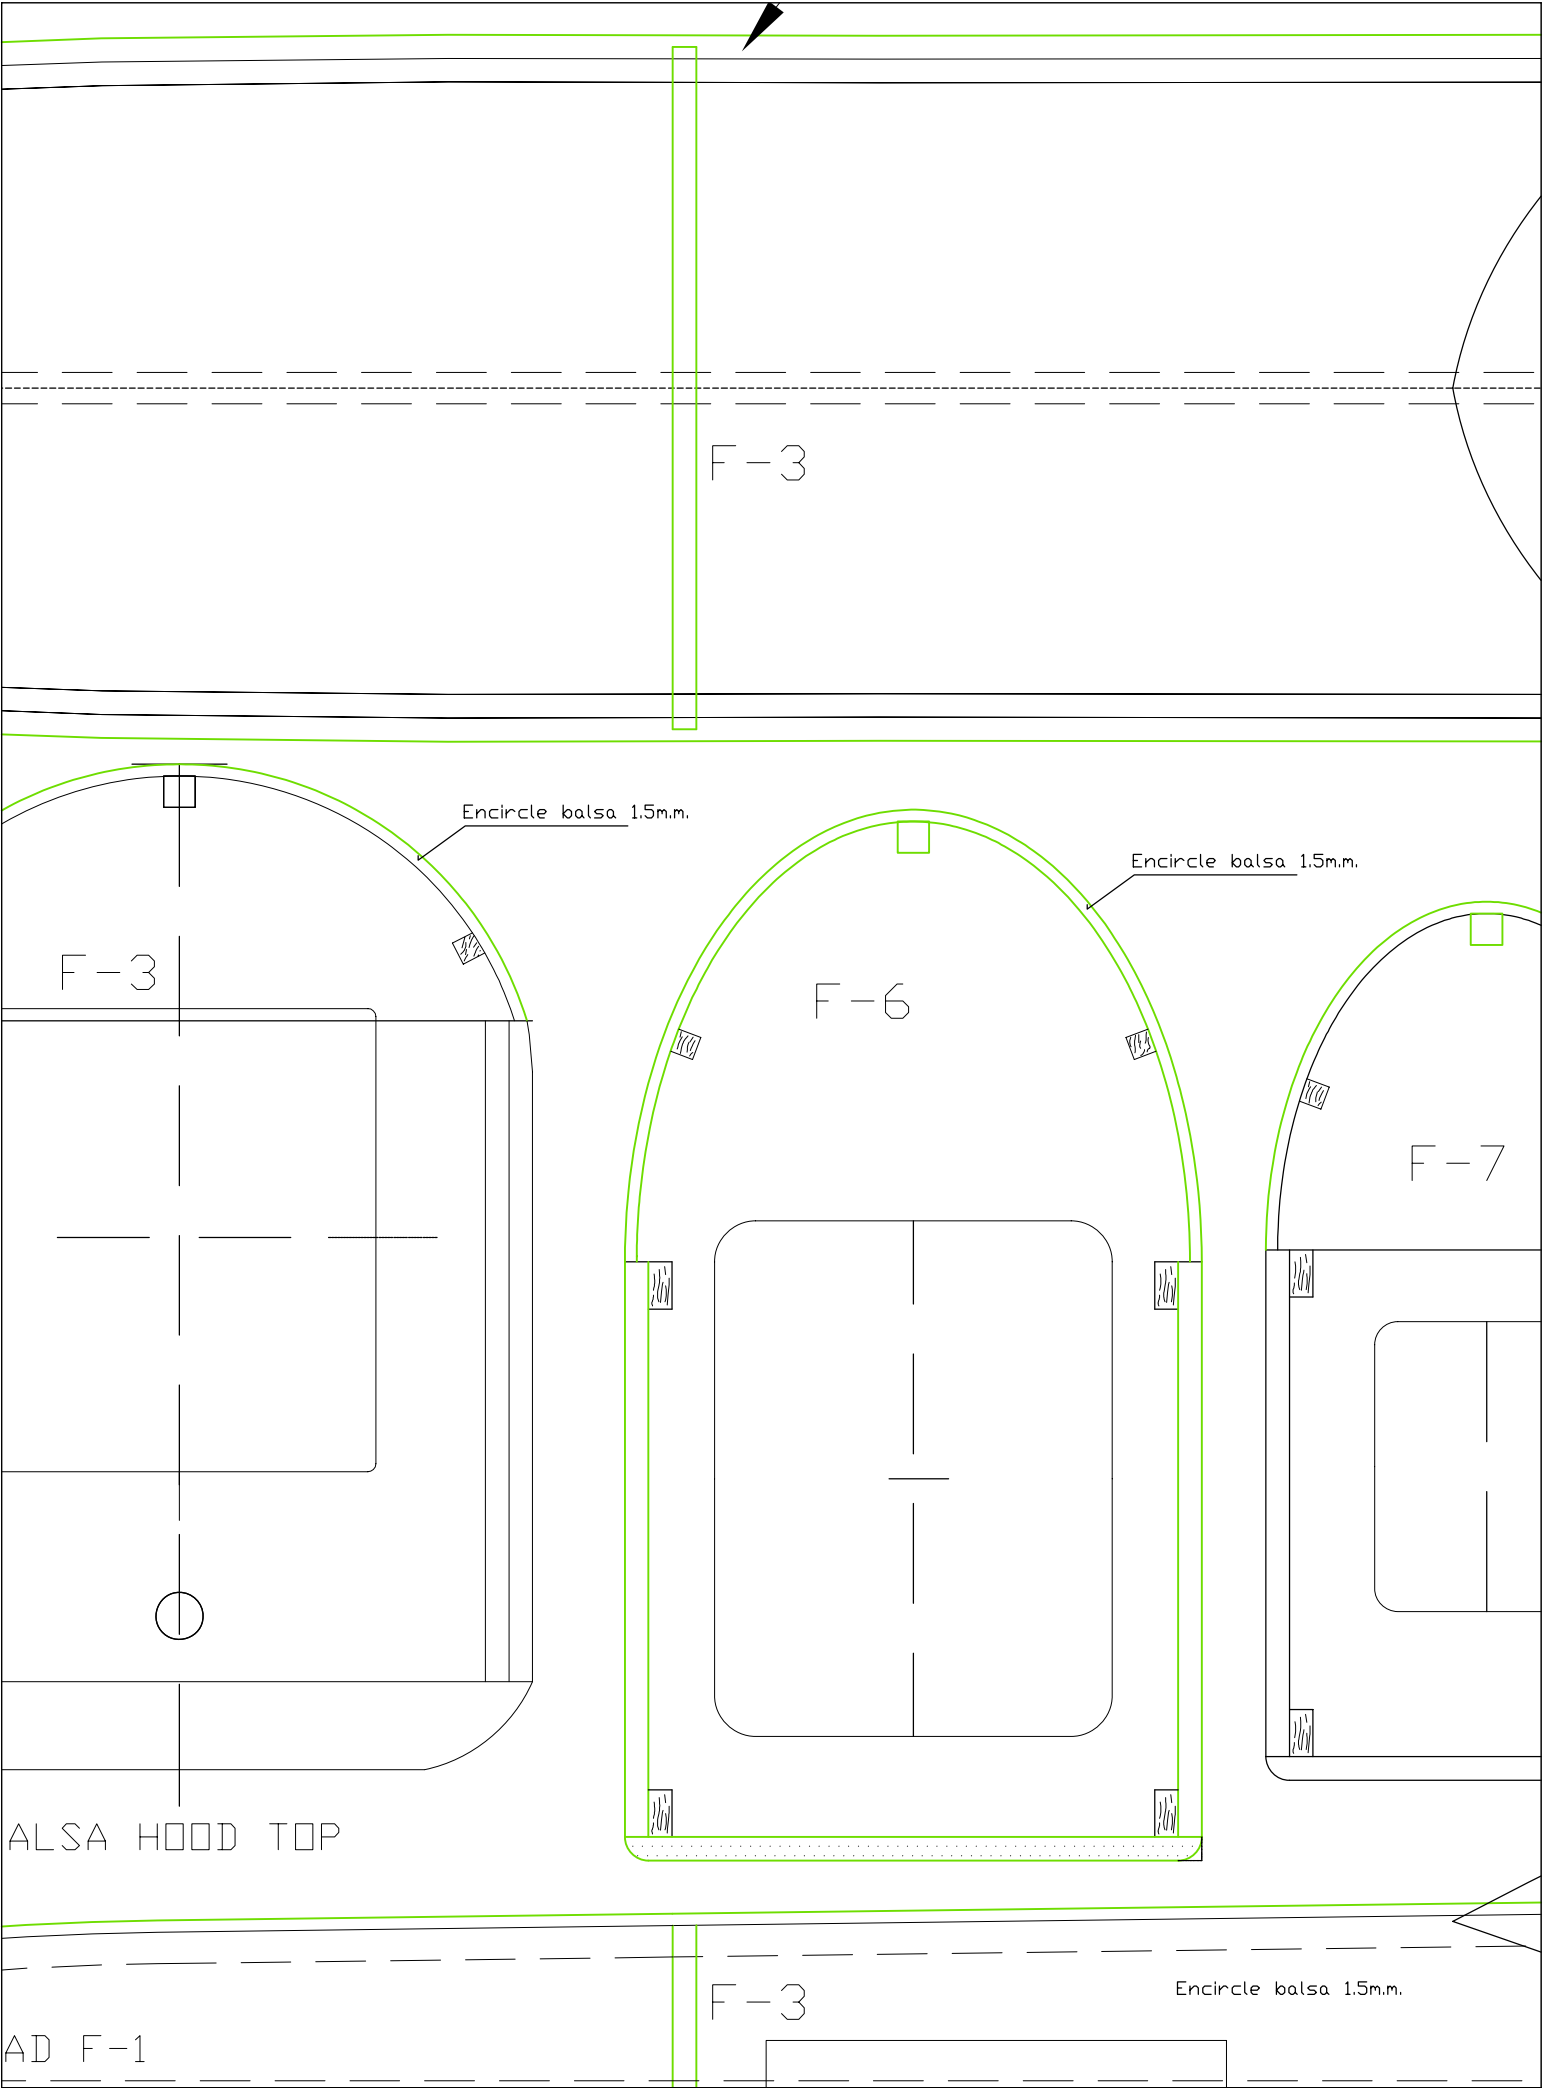 F-3
Encircle balsa 1.5m.m.
Encircle balsa 1.5m.m.
F-3
F-6
F-7
ALSA HOOD TOP
Encircle balsa 1.5m.m.
F-3
AD F-1